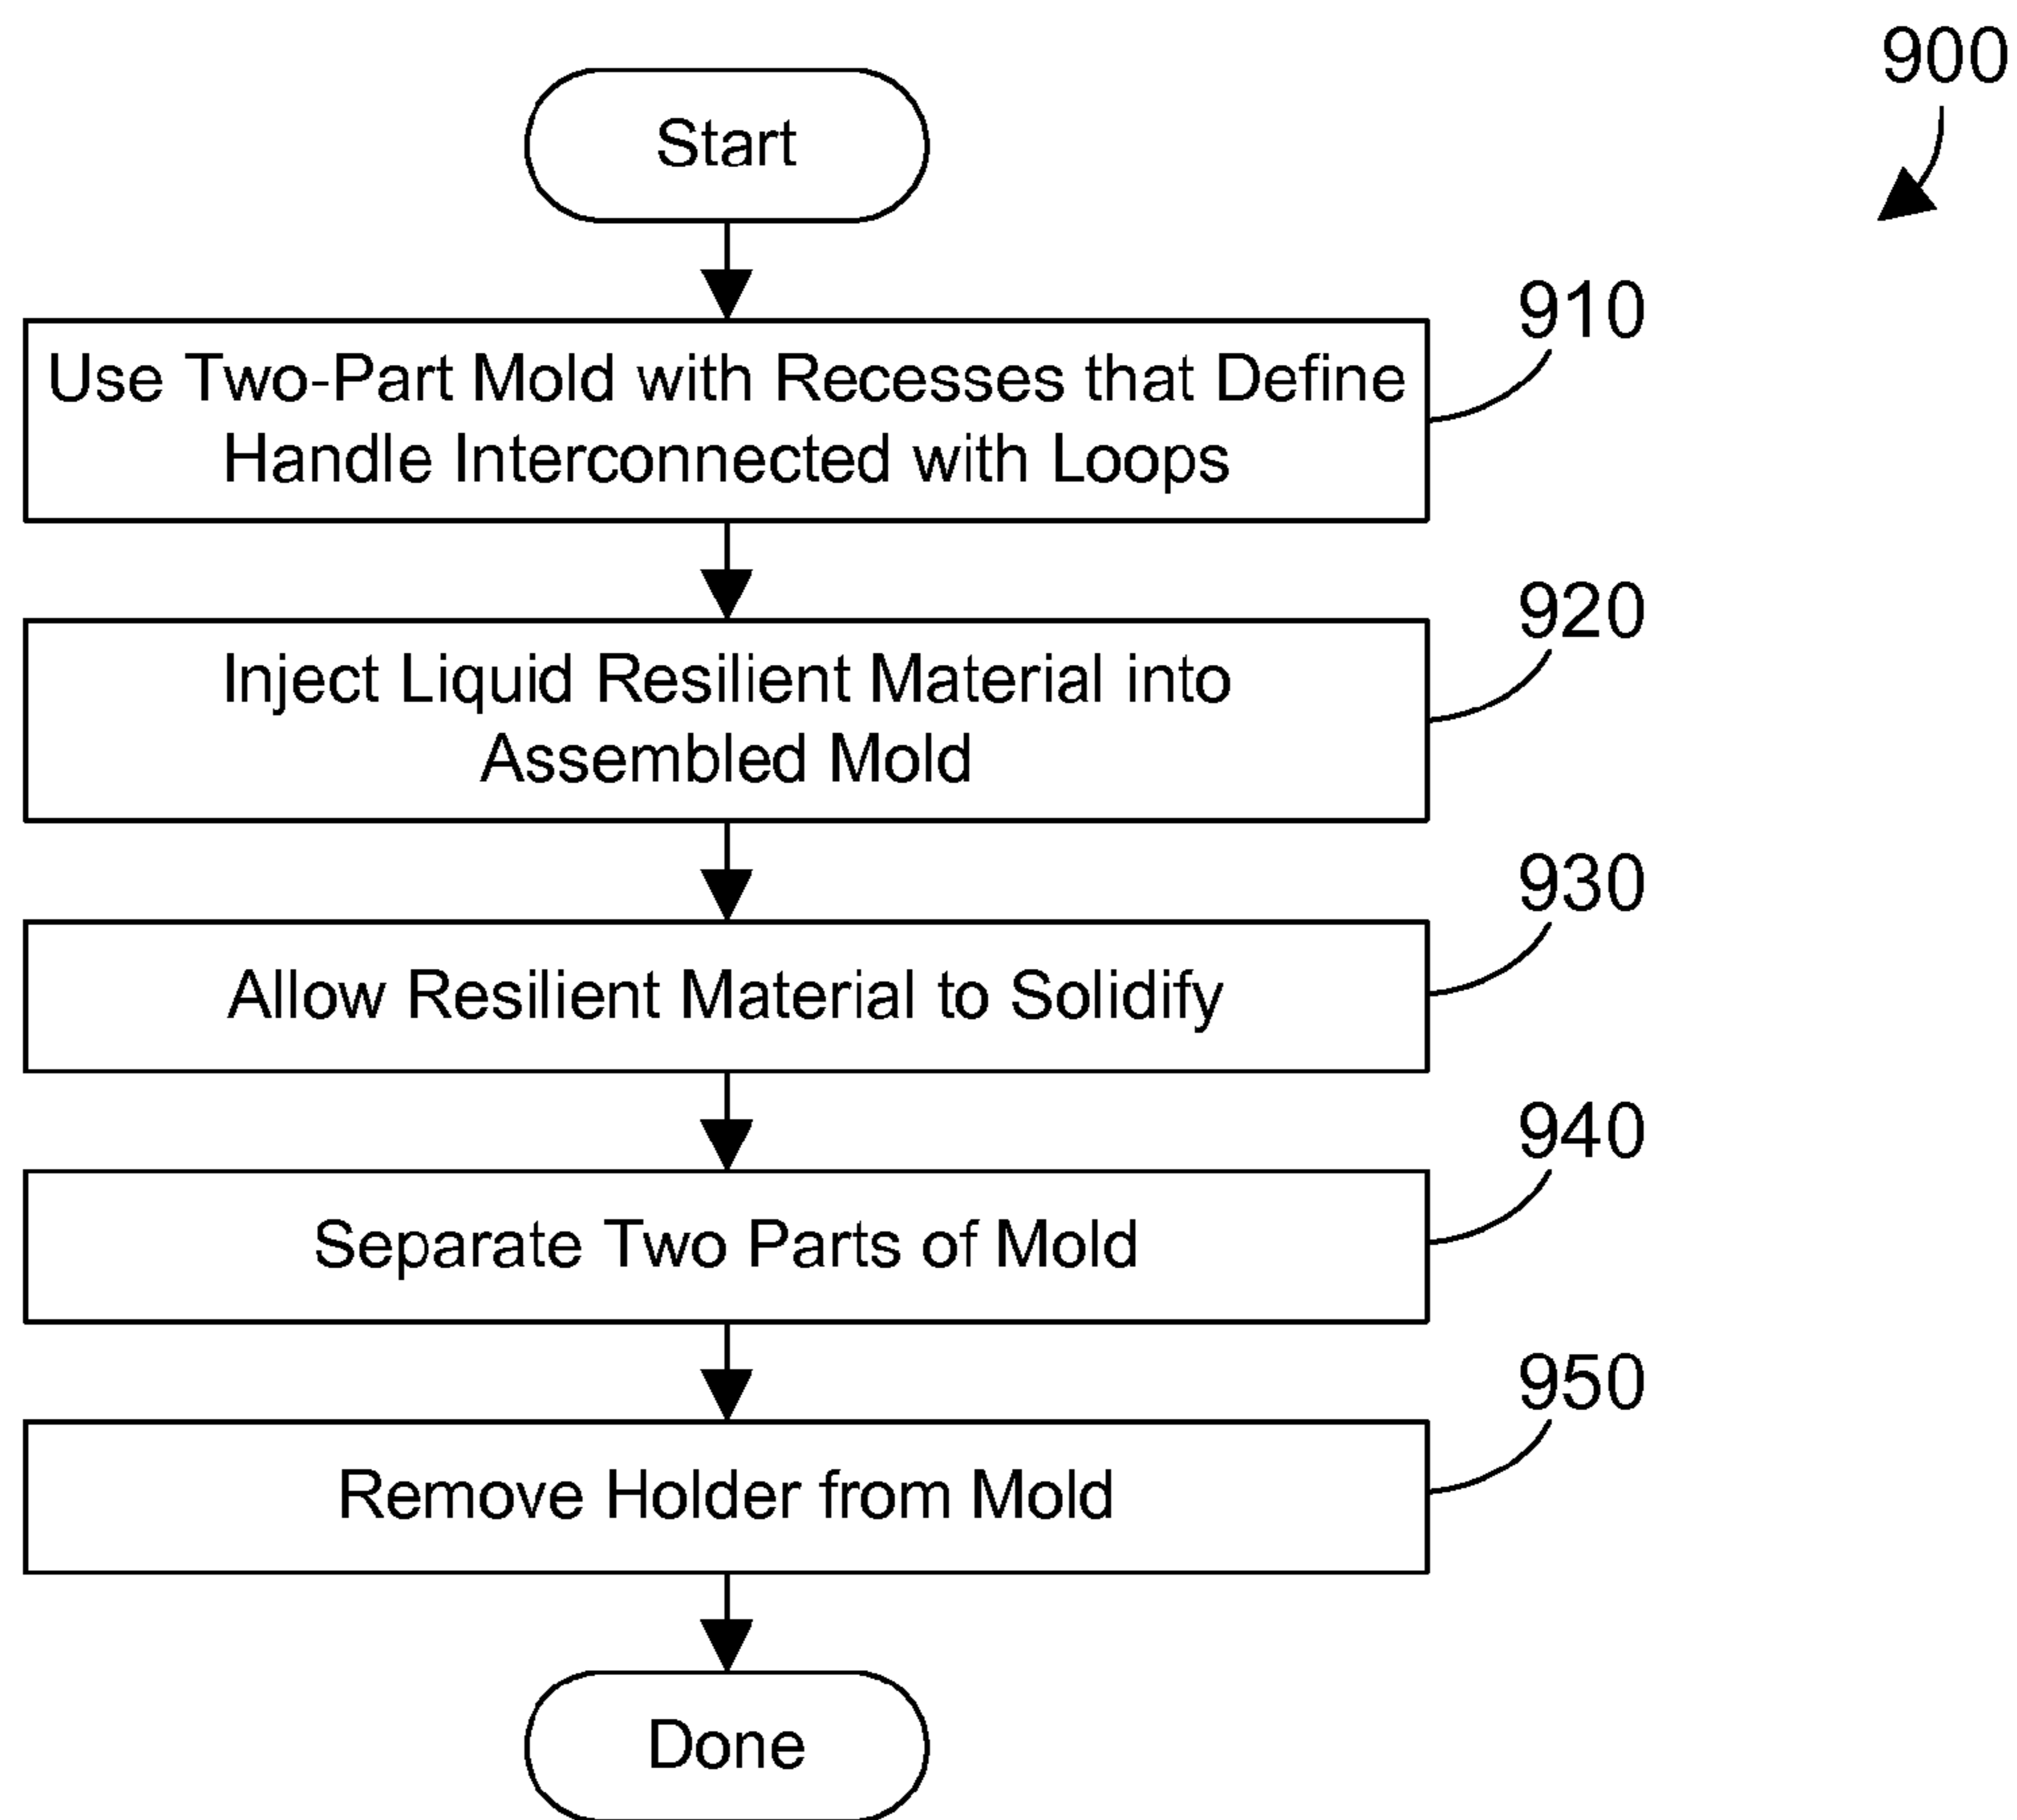 900
Start
910
Use Two-Part Mold with Recesses that Define
Handle Interconnected with Loops
920
Inject Liquid Resilient Material into
Assembled Mold
930
Allow Resilient Material to Solidify
940
Separate Two Parts of Mold
950
Remove Holder from Mold
Done